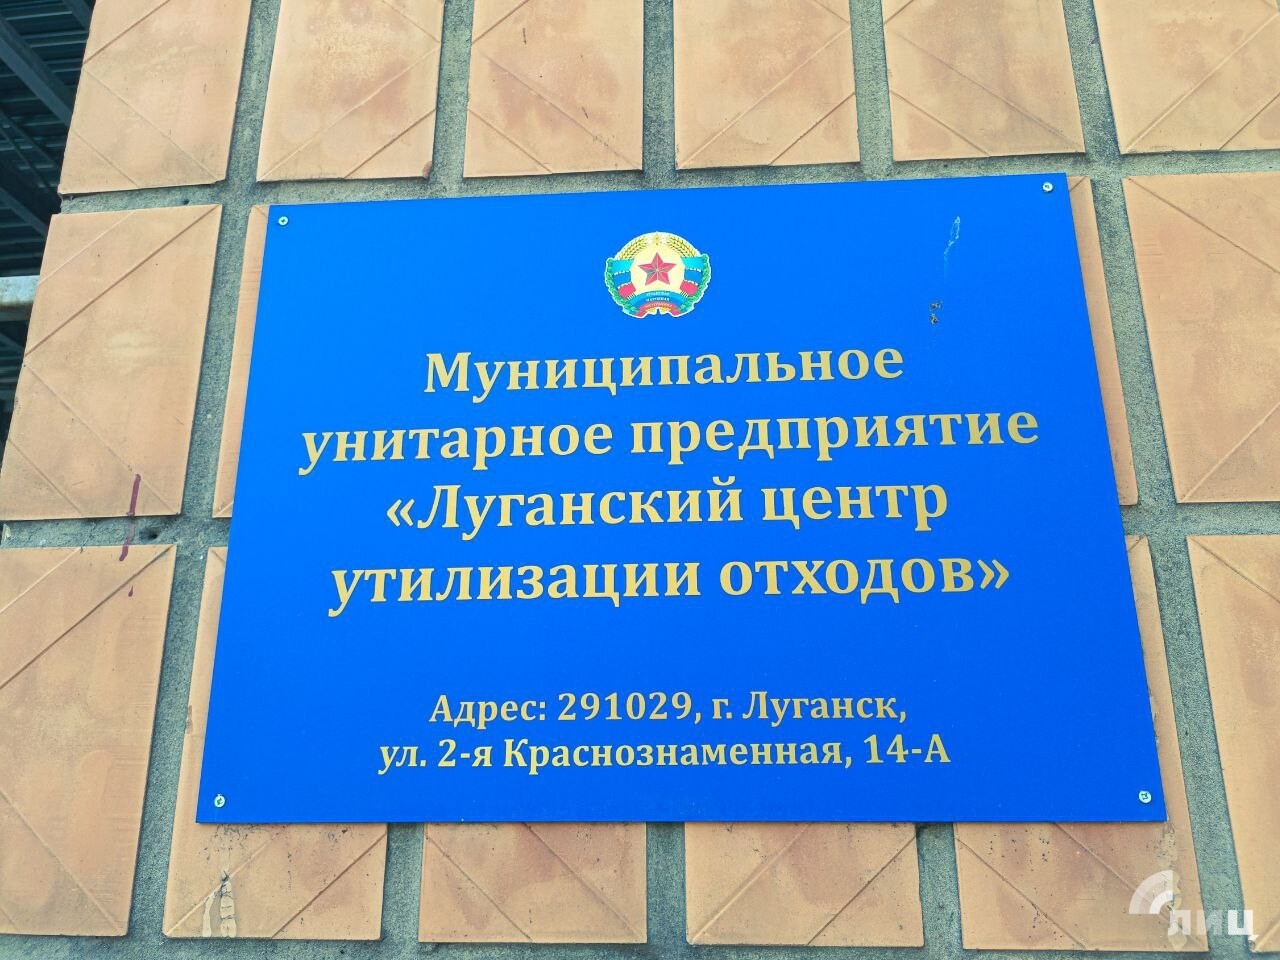 Муниципальное
унитарное предприятие
«Луганский центр
утилизации отходов»
Адрес: 291029, г. Луганск,
ул. 2-я Краснознаменная, 14-А
ЛИЦ